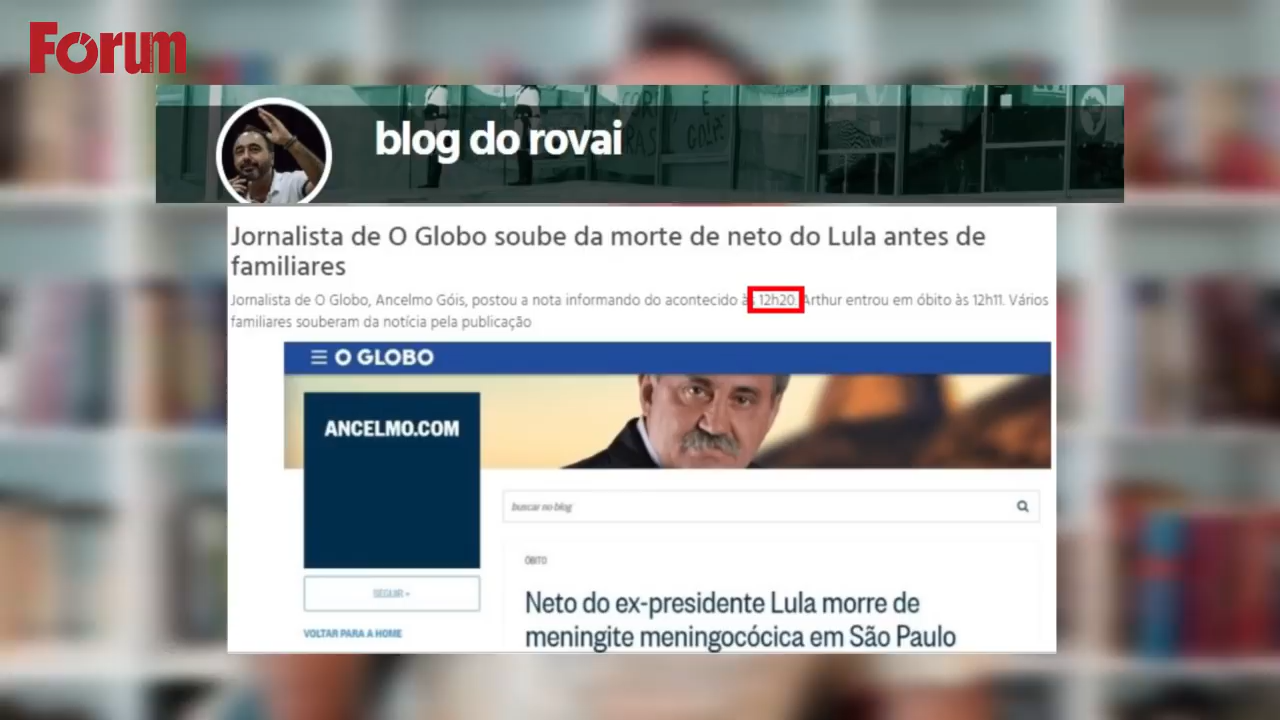 Forum
blog do rovai
Jornalista de O Globo soube da morte de neto do Lula antes de
familiares
Jornalista de O Globo, Ancelmo Góis, postou a nota informando do acontecido às 12h20. Arthur entrou em óbito às 12h11. Vários
familiares souberam da notícia pela publicação
O GLOBO
ANCELMO.COM
buscar no blog
ÓBITO
SEGUIR +
Neto do ex-presidente Lula morre de
VOLTAR PARA A HOME
meningite meningocócica em São Paulo